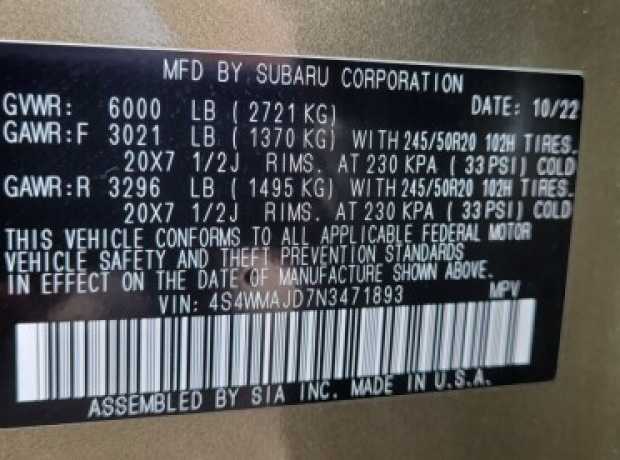 MFD BY SUBARU CORPORATION
GVWR: 6000 LB ( 2721 KG) DATE: 10/22
GAWR:F 3021 LB ( 1370 KG) WITH 245/50R20 102H TIRES.
20X7 1/2J RIMS. AT 230 KPA ( 33 PSI) COLD
GAWR:R 3296 LB ( 1495 KG) WITH 245/50R20 102H TIRES.
20X7 1/2J RIMS. AT 230 KPA ( 33 PSI) COLD
THIS VEHICLE CONFORMS TO ALL APPLICABLE FEDERAL MOTOR
VEHICLE SAFETY AND THEFT PREVENTION STANDARDS
IN EFFECT ON THE DATE OF MANUFACTURE SHOWN ABOVE.
VIN: 4S4WMAJD7N3471893 MPV
ASSEMBLED BY SIA INC. MADE IN U.S.A.